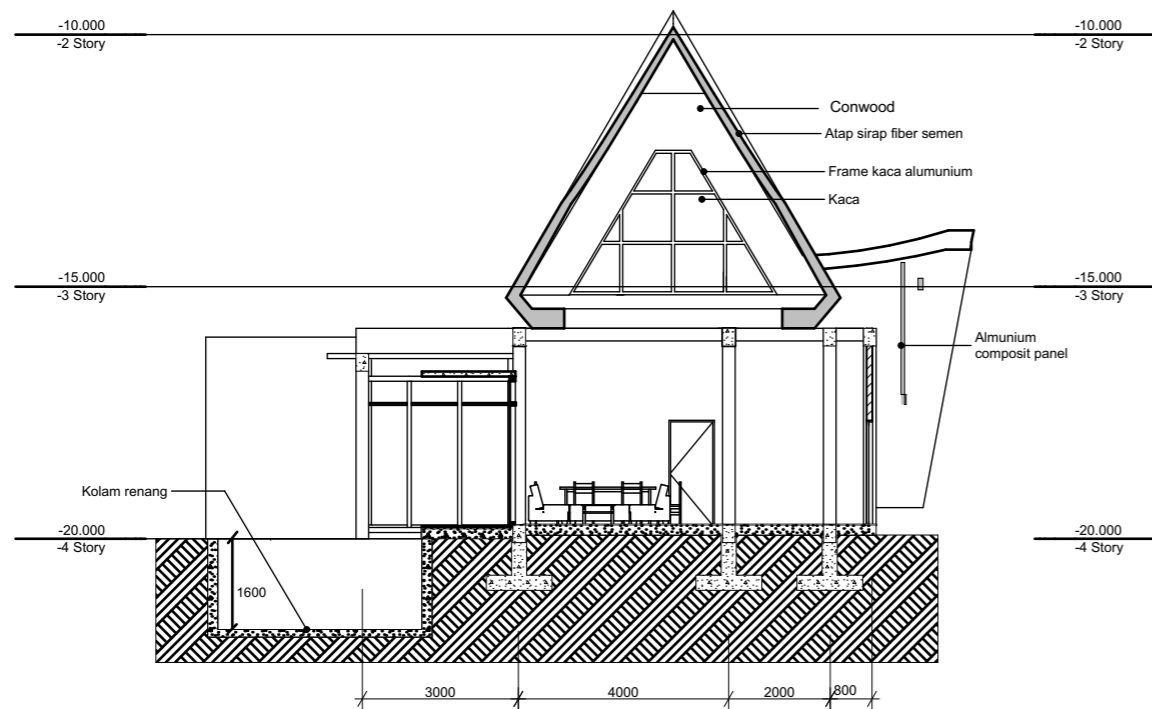 -10.000
-2 Story
-10.000
-2 Story
Conwood
Atap sirap fiber semen
Frame kaca alumunium
Kaca
-15.000
-3 Story
-15.000
-3 Story
Almunium
composit panel
Kolam renang
-20.000
-4 Story
-20.000
-4 Story
1600
3000
4000
2000
800